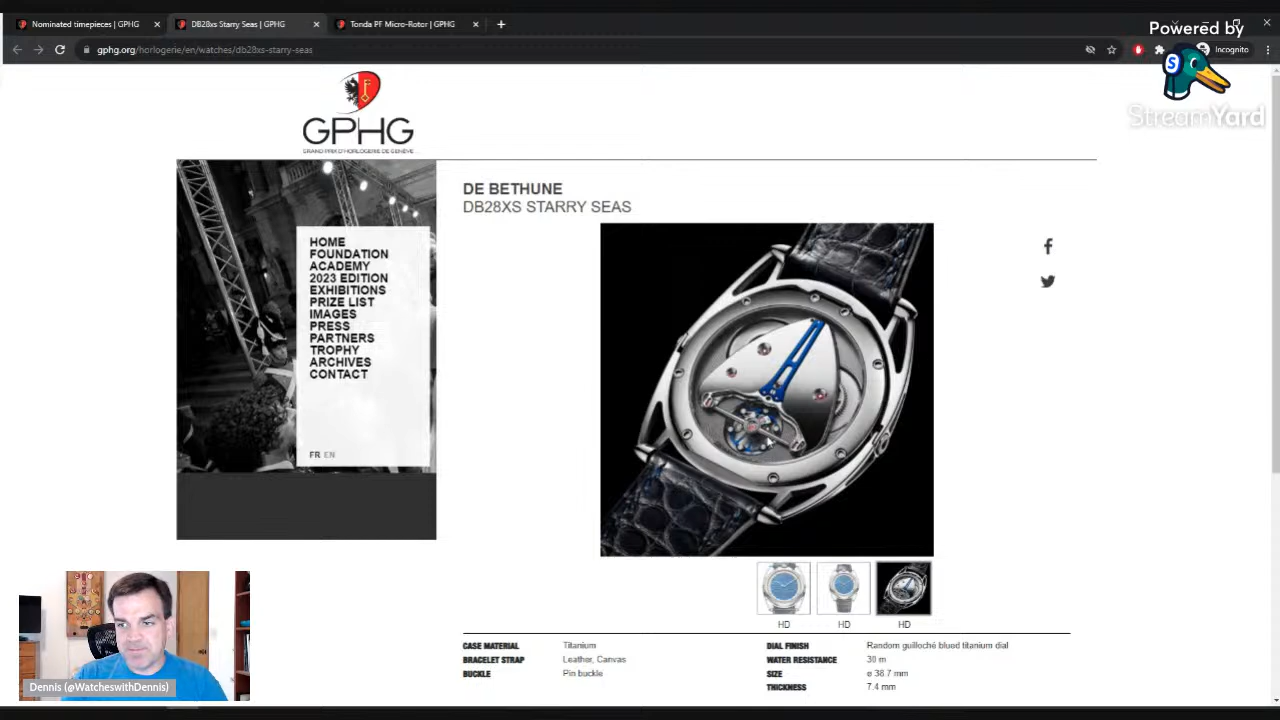 Nominated timepieces | GPHG
DB28xs Starry Seas | GPHG
Tonda PF Micro-Rotor | GPHG
gphg.org/horlogerie/en/watches/db28xs-starry-seas
Incognito
Powered by
S
StreamYard
GPHG
GRAND PRIX D'HORLOGERIE DE GENÈVE
HOME
FOUNDATION
ACADEMY
2023 EDITION
EXHIBITIONS
PRIZE LIST
IMAGES
PRESS
PARTNERS
TROPHY
ARCHIVES
CONTACT
FR EN
DE BETHUNE
DB28XS STARRY SEAS
HD HD HD
CASE MATERIAL Titanium
BRACELET STRAP Leather, Canvas
BUCKLE Pin buckle
DIAL FINISH Random guilloché blued titanium dial
WATER RESISTANCE 30 m
SIZE ø 38.7 mm
THICKNESS 7.4 mm
Dennis (@WatcheswithDennis)